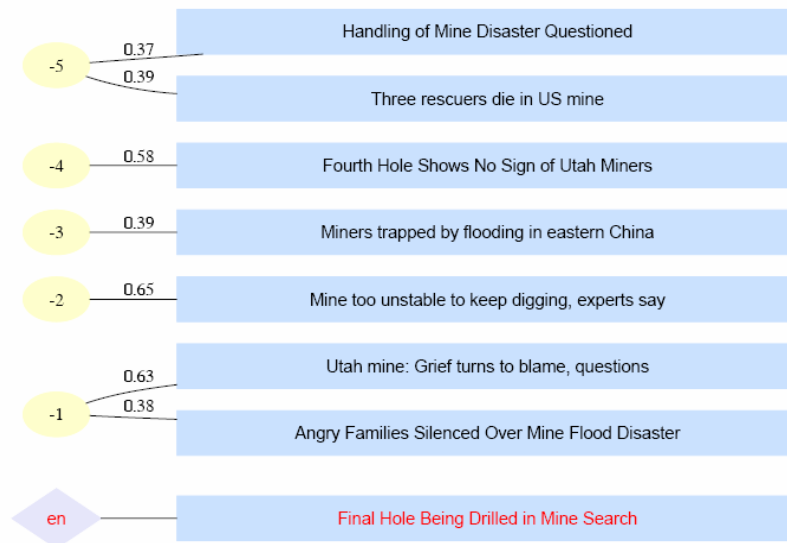 -5
0.37
Handling of Mine Disaster Questioned
0.39
Three rescuers die in US mine
-4
0.58
Fourth Hole Shows No Sign of Utah Miners
-3
0.39
Miners trapped by flooding in eastern China
-2
0.65
Mine too unstable to keep digging, experts say
-1
0.63
Utah mine: Grief turns to blame, questions
0.38
Angry Families Silenced Over Mine Flood Disaster
en
Final Hole Being Drilled in Mine Search